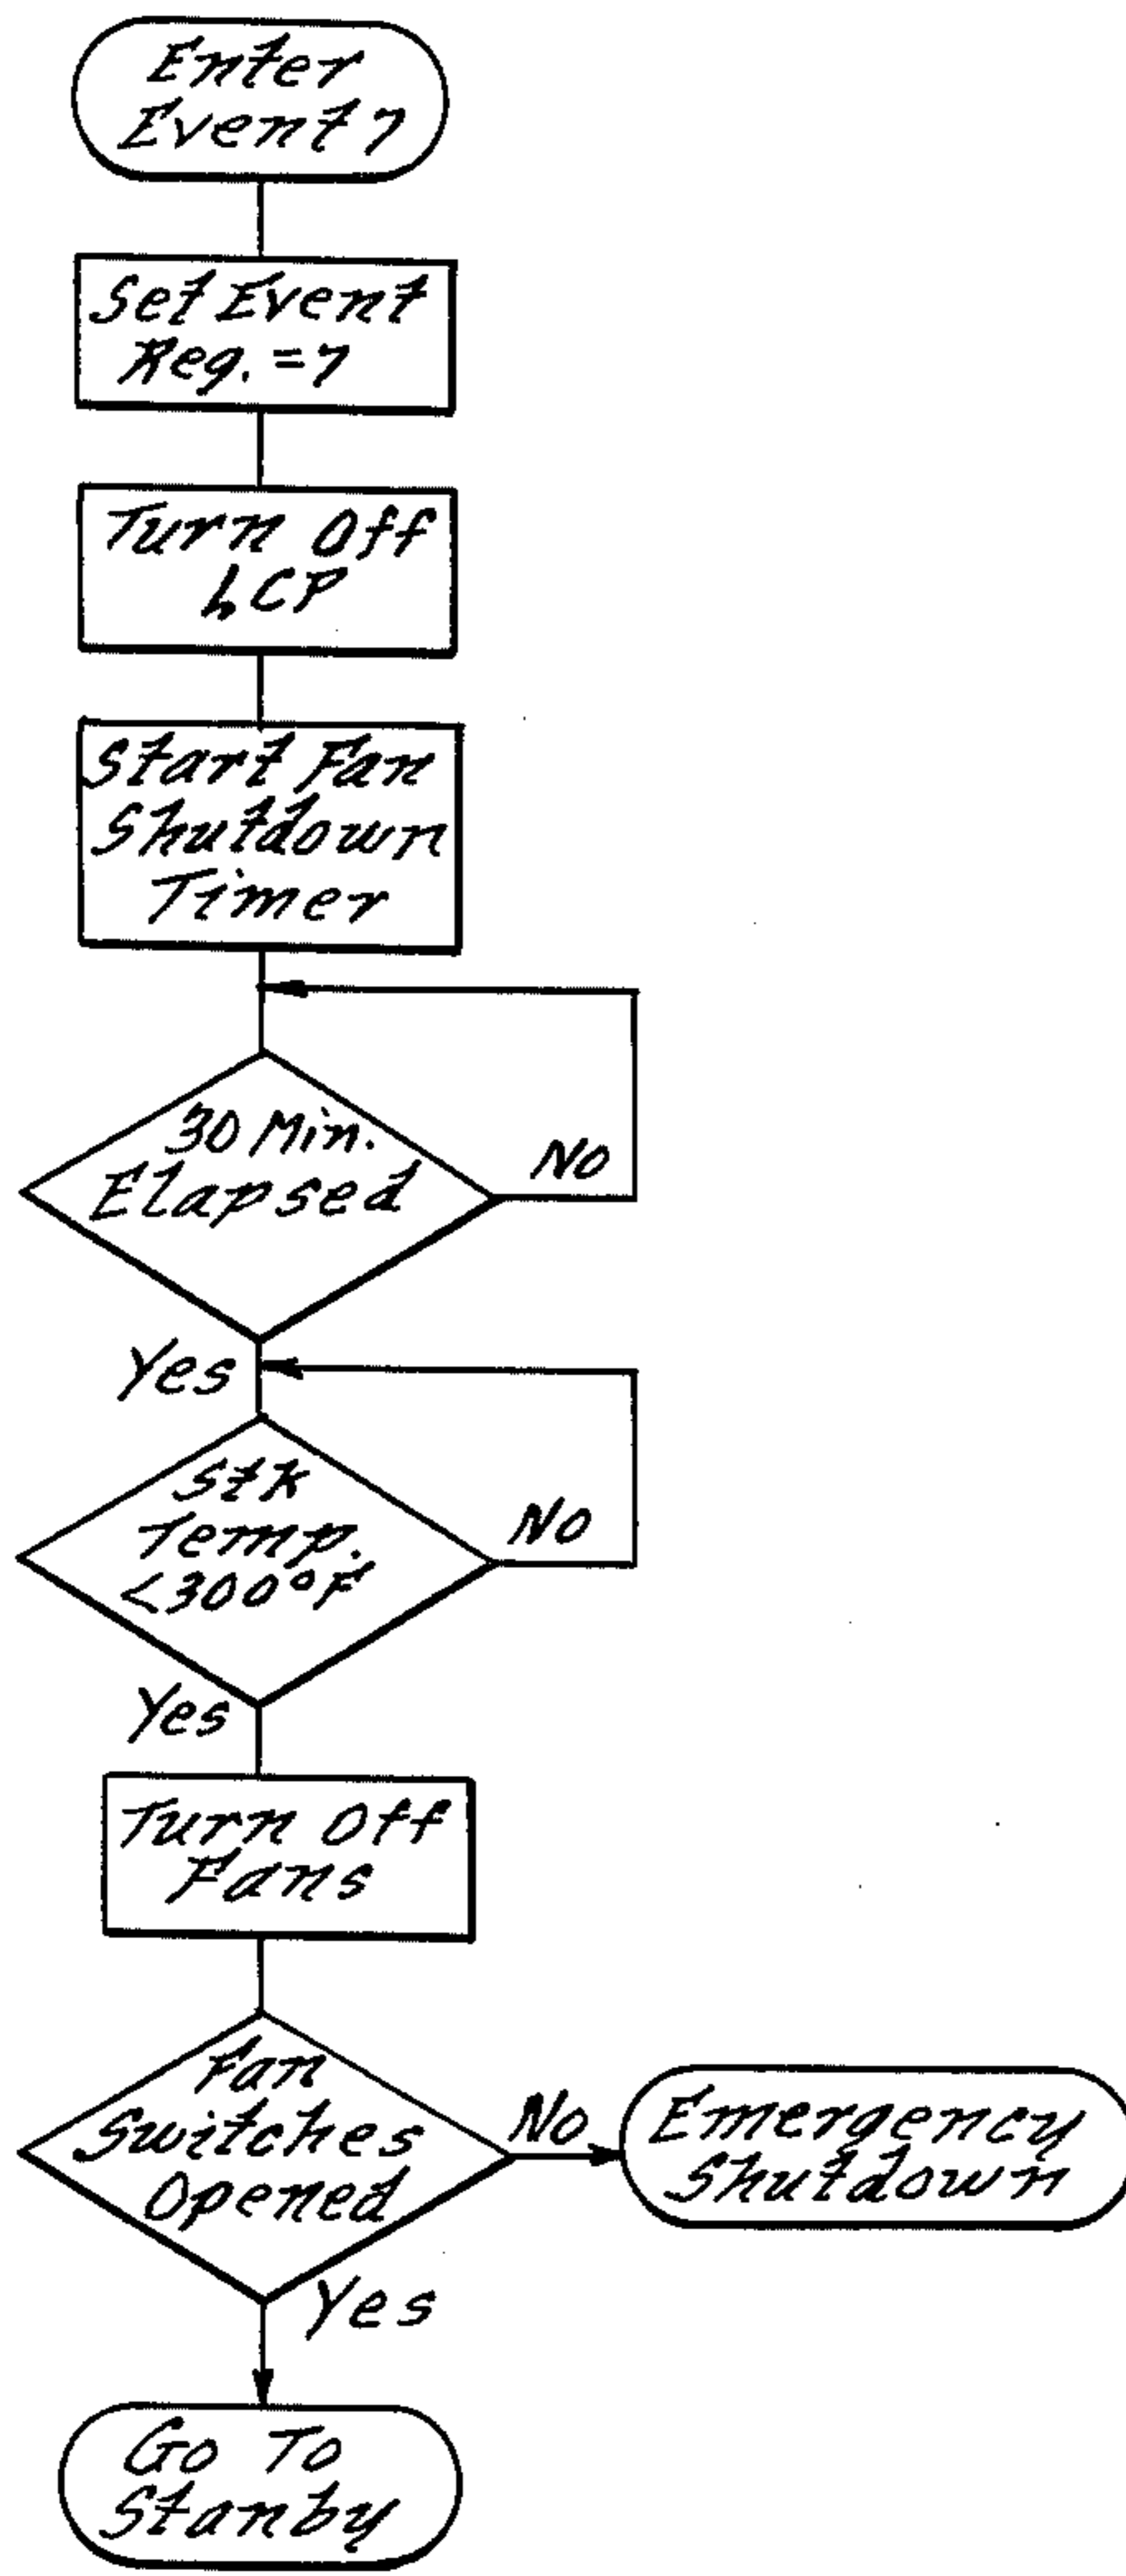 Enter
Event 7
Set Event
Reg. = 7
Turn Off
LCP
Start Fan
Shutdown
Timer
30 Min.
Elapsed
No
Yes
Stk
Temp.
<300°F
No
Yes
Turn Off
Fans
Fan
Switches
Opened
No
Emergency
Shutdown
Yes
Go To
Stanby